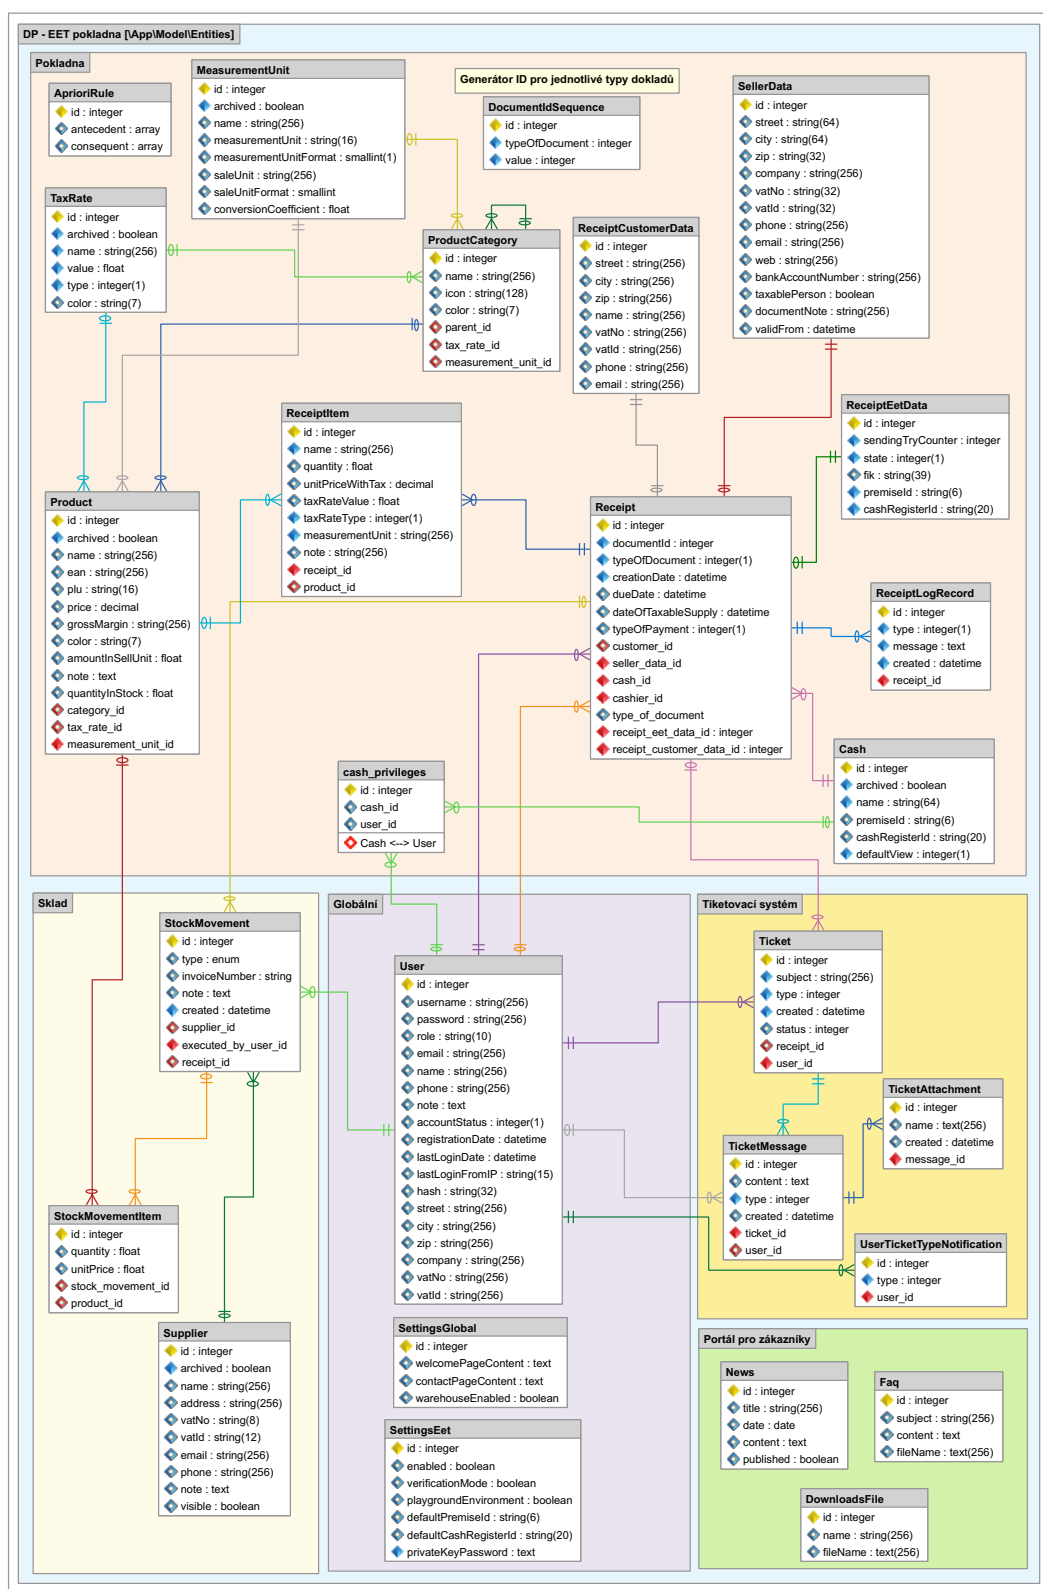 DP - EET pokladna [\App\Model\Entities]
Pokladna
AprioriRule
id : integer
antecedent : array
consequent : array
MeasurementUnit
id : integer
archived : boolean
name : string(256)
measurementUnit : string(16)
measurementUnitFormat : smallint(1)
saleUnit : string(256)
saleUnitFormat : smallint
conversionCoefficient : float
Generátor ID pro jednotlivé typy dokladů
DocumentIdSequence
id : integer
typeOfDocument : integer
value : integer
SellerData
id : integer
street : string(64)
city : string(64)
zip : string(32)
company : string(256)
vatNo : string(32)
vatId : string(32)
phone : string(256)
email : string(256)
web : string(256)
bankAccountNumber : string(256)
taxablePerson : boolean
documentNote : string(256)
validFrom : datetime
TaxRate
id : integer
archived : boolean
name : string(256)
value : float
type : integer(1)
color : string(7)
ProductCategory
id : integer
name : string(256)
icon : string(128)
color : string(7)
parent_id
tax_rate_id
measurement_unit_id
ReceiptCustomerData
id : integer
street : string(256)
city : string(256)
zip : string(256)
name : string(256)
vatNo : string(256)
vatId : string(256)
phone : string(256)
email : string(256)
ReceiptItem
id : integer
name : string(256)
quantity : float
unitPriceWithTax : decimal
taxRateValue : float
taxRateType : integer(1)
measurementUnit : string(256)
note : string(256)
receipt_id
product_id
ReceiptEetData
id : integer
sendingTryCounter : integer
state : integer(1)
fik : string(39)
premiseId : string(6)
cashRegisterId : string(20)
Product
id : integer
archived : boolean
name : string(256)
ean : string(256)
plu : string(16)
price : decimal
grossMargin : string(256)
color : string(7)
amountInSellUnit : float
note : text
quantityInStock : float
category_id
tax_rate_id
measurement_unit_id
Receipt
id : integer
documentId : integer
typeOfDocument : integer(1)
creationDate : datetime
dueDate : datetime
dateOfTaxableSupply : datetime
typeOfPayment : integer(1)
customer_id
seller_data_id
cash_id
cashier_id
type_of_document
receipt_eet_data_id : integer
receipt_customer_data_id : integer
ReceiptLogRecord
id : integer
type : integer(1)
message : text
created : datetime
receipt_id
cash_privileges
id : integer
cash_id
user_id
Cash <--> User
Cash
id : integer
archived : boolean
name : string(64)
premiseId : string(6)
cashRegisterId : string(20)
defaultView : integer(1)
Sklad
StockMovement
id : integer
type : enum
invoiceNumber : string
note : text
created : datetime
supplier_id
executed_by_user_id
receipt_id
StockMovementItem
id : integer
quantity : float
unitPrice : float
stock_movement_id
product_id
Supplier
id : integer
archived : boolean
name : string(256)
address : string(256)
vatNo : string(8)
vatId : string(12)
email : string(256)
phone : string(256)
note : text
visible : boolean
Globální
User
id : integer
username : string(256)
password : string(256)
role : string(10)
email : string(256)
name : string(256)
phone : string(256)
note : text
accountStatus : integer(1)
registrationDate : datetime
lastLoginDate : datetime
lastLoginFromIP : string(15)
hash : string(32)
street : string(256)
city : string(256)
zip : string(256)
company : string(256)
vatNo : string(256)
vatId : string(256)
SettingsGlobal
id : integer
welcomePageContent : text
contactPageContent : text
warehouseEnabled : boolean
SettingsEet
id : integer
enabled : boolean
verificationMode : boolean
playgroundEnvironment : boolean
defaultPremiseId : string(6)
defaultCashRegisterId : string(20)
privateKeyPassword : text
Tiketovací systém
Ticket
id : integer
subject : string(256)
type : integer
created : datetime
status : integer
receipt_id
user_id
TicketAttachment
id : integer
name : text(256)
created : datetime
message_id
TicketMessage
id : integer
content : text
type : integer
created : datetime
ticket_id
user_id
UserTicketTypeNotification
id : integer
type : integer
user_id
Portál pro zákazníky
News
id : integer
title : string(256)
date : date
content : text
published : boolean
Faq
id : integer
subject : string(256)
content : text
fileName : text(256)
DownloadsFile
id : integer
name : string(256)
fileName : text(256)